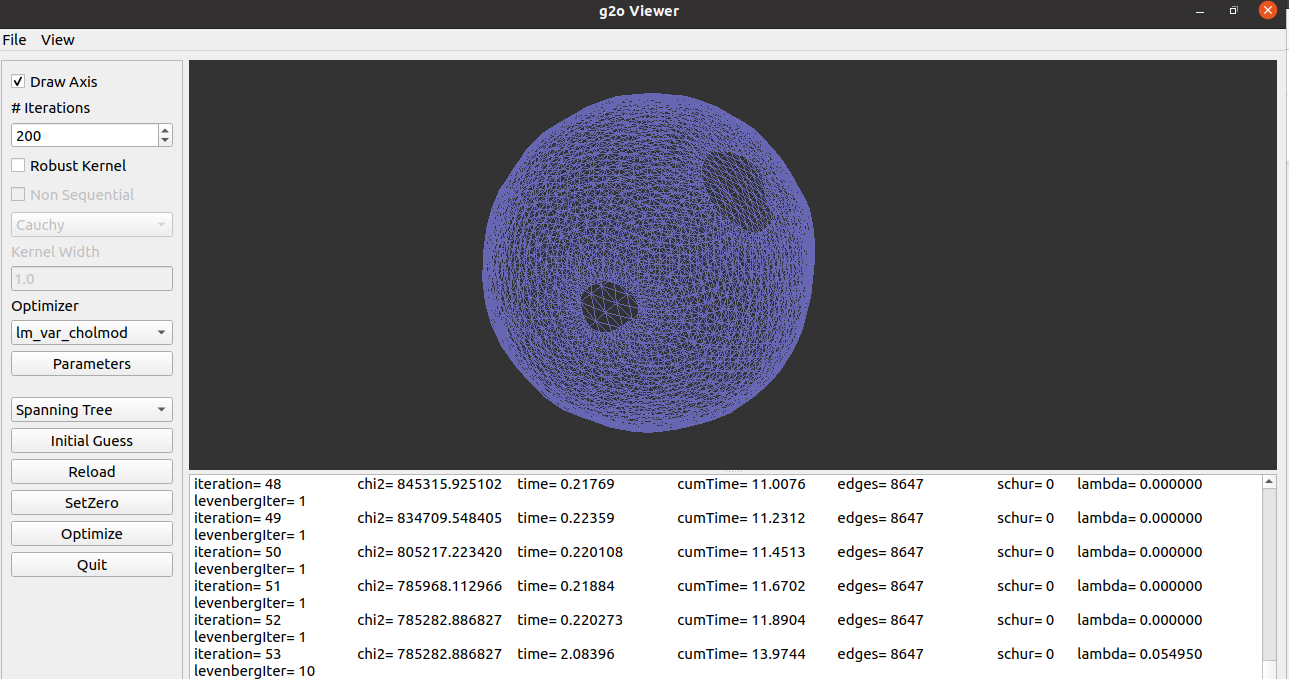 g2o Viewer
File View
Draw Axis
# Iterations
200
Robust Kernel
Non Sequential
Cauchy
Kernel Width
1.0
Optimizer
lm_var_cholmod
Parameters
Spanning Tree
Initial Guess
Reload
SetZero
Optimize
Quit
iteration= 48 chi2= 845315.925102 time= 0.21769 cumTime= 11.0076 edges= 8647 schur= 0 lambda= 0.000000
levenbergIter= 1
iteration= 49 chi2= 834709.548405 time= 0.22359 cumTime= 11.2312 edges= 8647 schur= 0 lambda= 0.000000
levenbergIter= 1
iteration= 50 chi2= 805217.223420 time= 0.220108 cumTime= 11.4513 edges= 8647 schur= 0 lambda= 0.000000
levenbergIter= 1
iteration= 51 chi2= 785968.112966 time= 0.21884 cumTime= 11.6702 edges= 8647 schur= 0 lambda= 0.000000
levenbergIter= 1
iteration= 52 chi2= 785282.886827 time= 0.220273 cumTime= 11.8904 edges= 8647 schur= 0 lambda= 0.000000
levenbergIter= 1
iteration= 53 chi2= 785282.886827 time= 2.08396 cumTime= 13.9744 edges= 8647 schur= 0 lambda= 0.054950
levenbergIter= 10